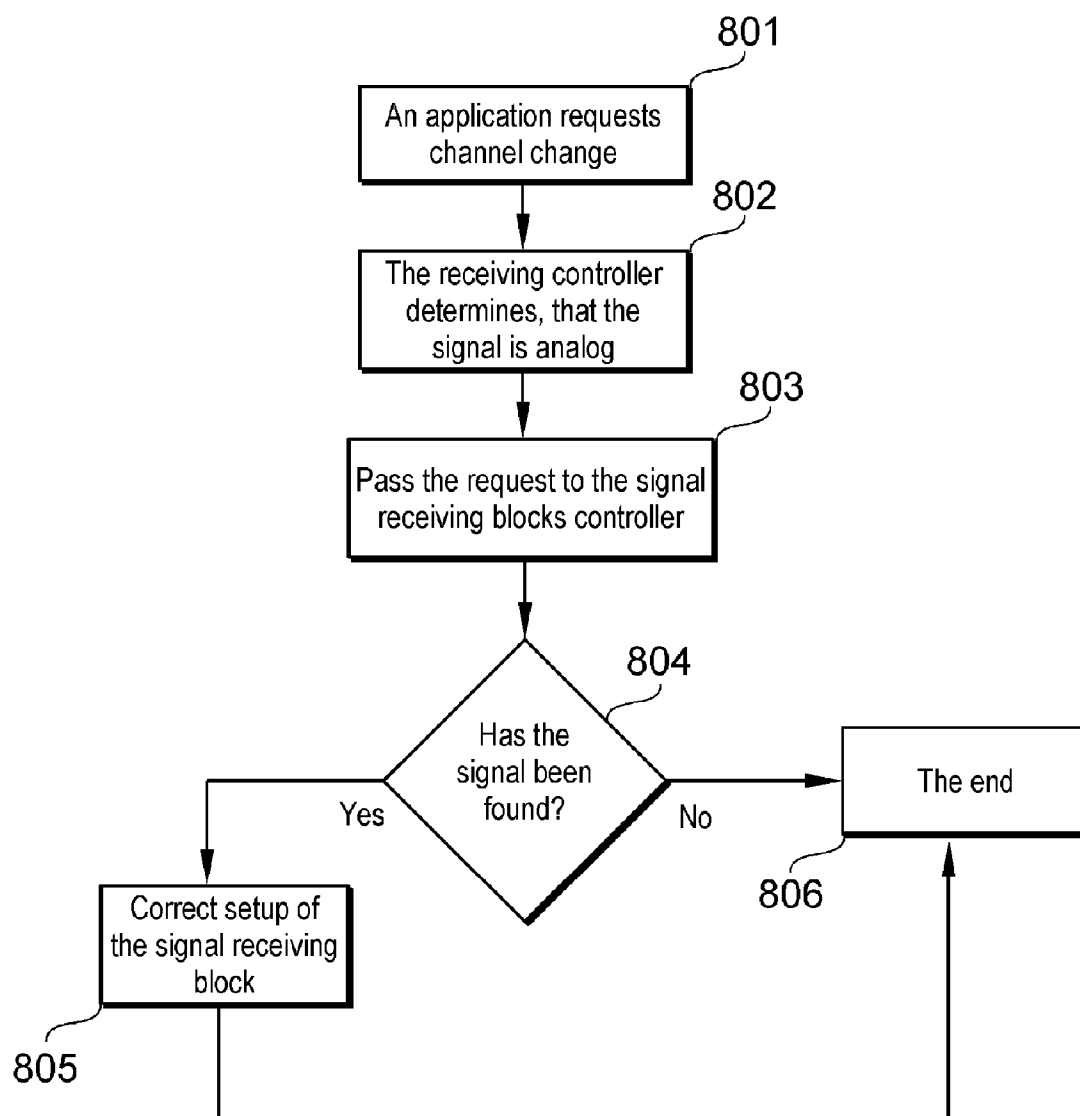 801
An application requests
channel change
802
The receiving controller
determines, that the
signal is analog
803
Pass the request to the signal
receiving blocks controller
804
Has the
signal been
found?
Yes
No
The end
806
Correct setup of
the signal receiving
block
805